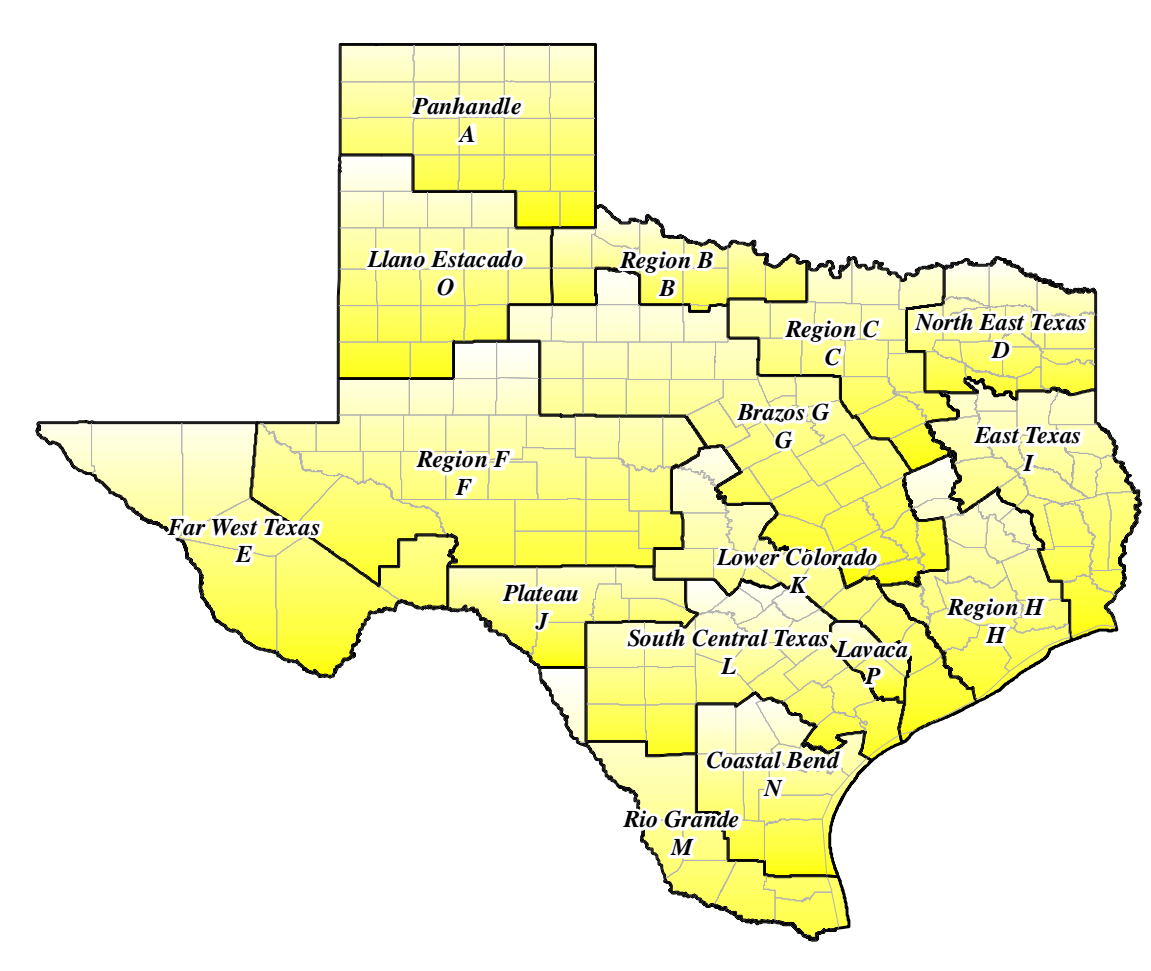 Panhandle
A
Llano Estacado
O
Region B
B
Region C
C
North East Texas
D
Brazos G
G
East Texas
I
Region F
F
Far West Texas
E
Lower Colorado
K
Plateau
J
Region H
H
South Central Texas
L
Lavaca
P
Coastal Bend
N
Rio Grande
M